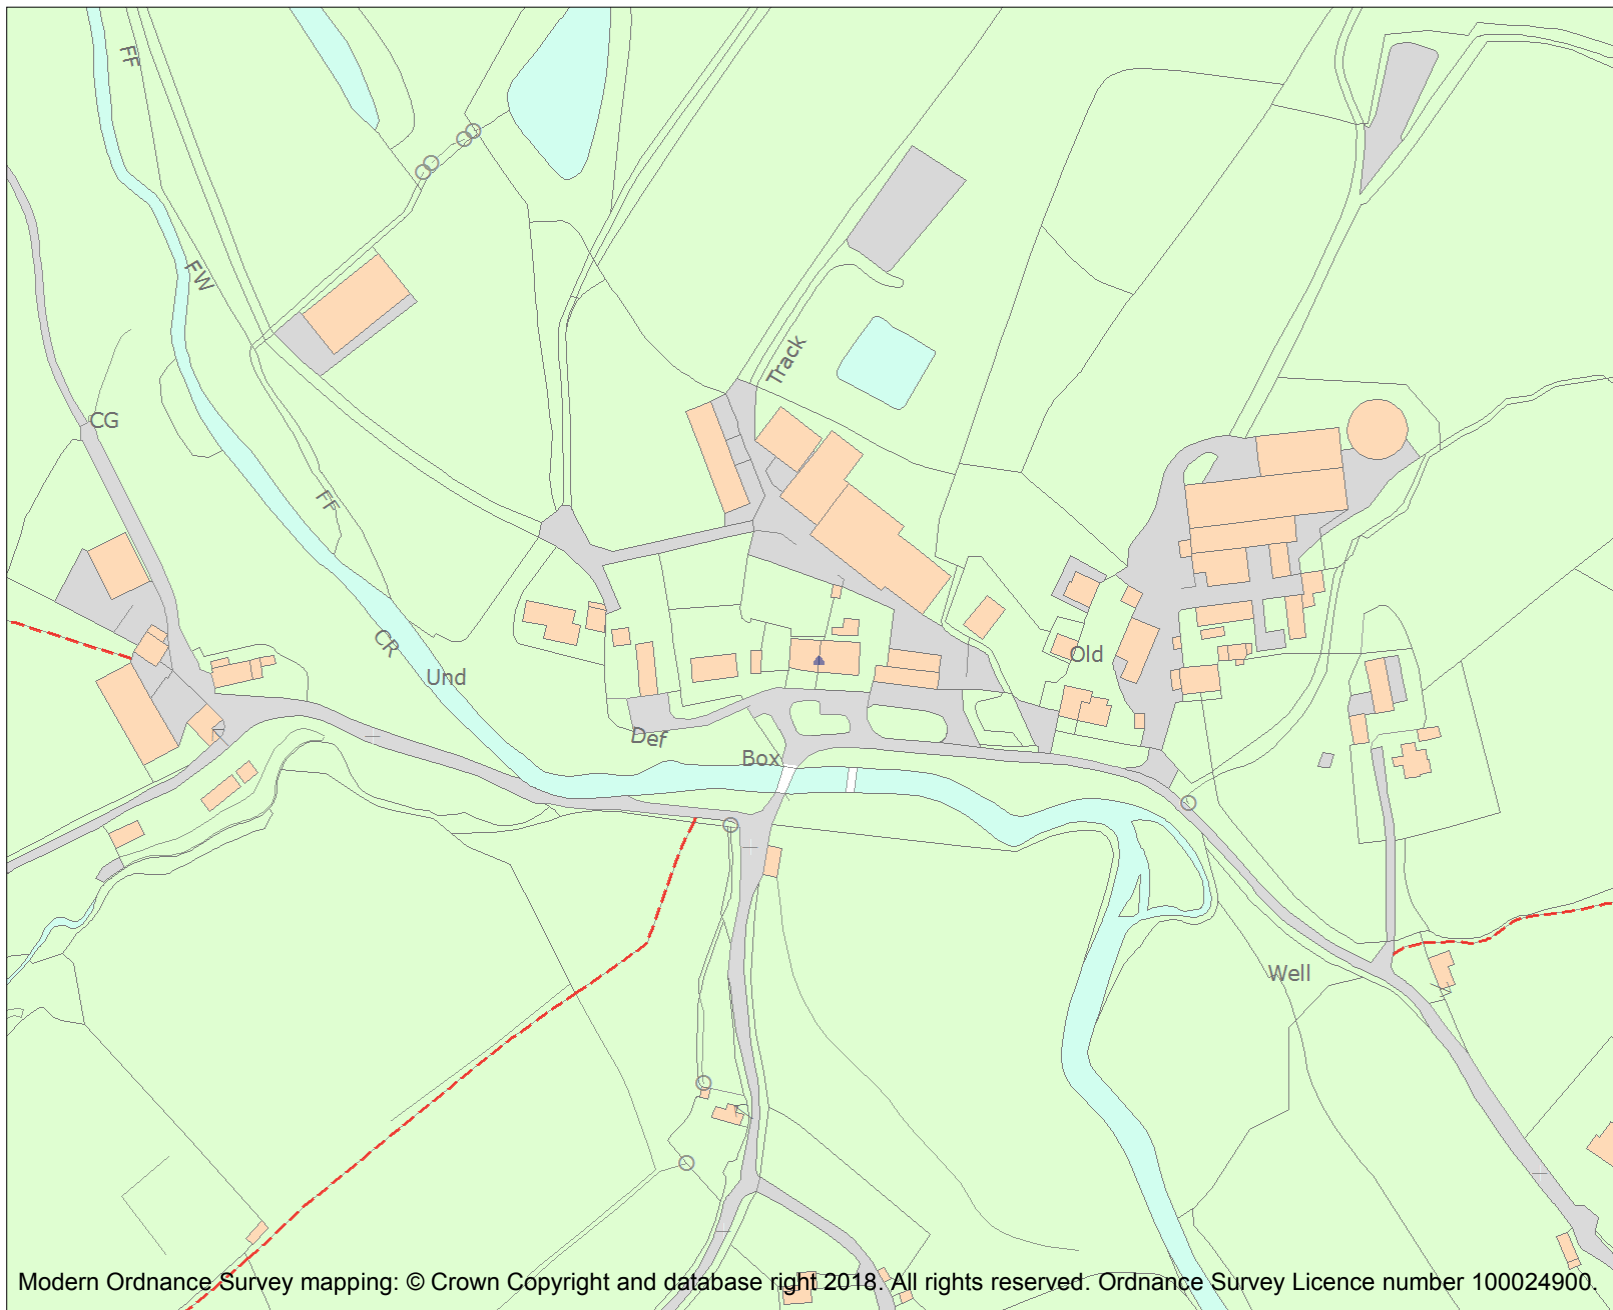 FF
FW
Track
CG
FF
CR
Und
Old
Def
Box
Well
Modern Ordnance Survey mapping: © Crown Copyright and database right 2018. All rights reserved. Ordnance Survey Licence number 100024900.